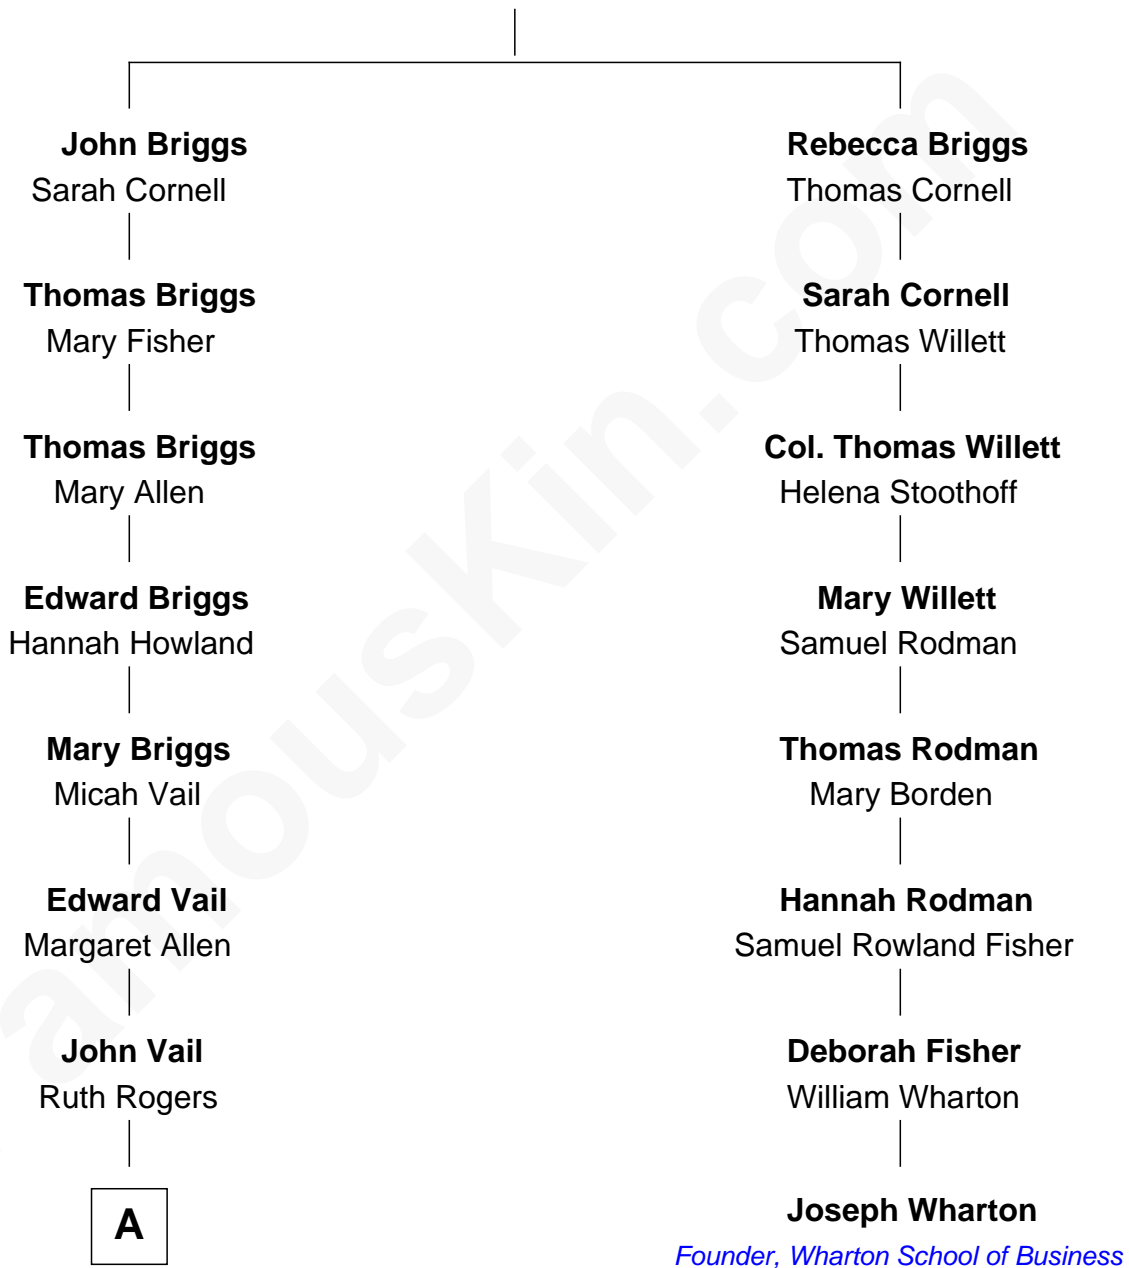 John Briggs
Sarah Cornell
Rebecca Briggs
Thomas Cornell
Thomas Briggs
Mary Fisher
Sarah Cornell
Thomas Willett
Thomas Briggs
Mary Allen
Col. Thomas Willett
Helena Stoothoff
Edward Briggs
Hannah Howland
Mary Willett
Samuel Rodman
Mary Briggs
Micah Vail
Thomas Rodman
Mary Borden
Edward Vail
Margaret Allen
Hannah Rodman
Samuel Rowland Fisher
John Vail
Ruth Rogers
Deborah Fisher
William Wharton
A
Joseph Wharton
Founder, Wharton School of Business
amousKin.com